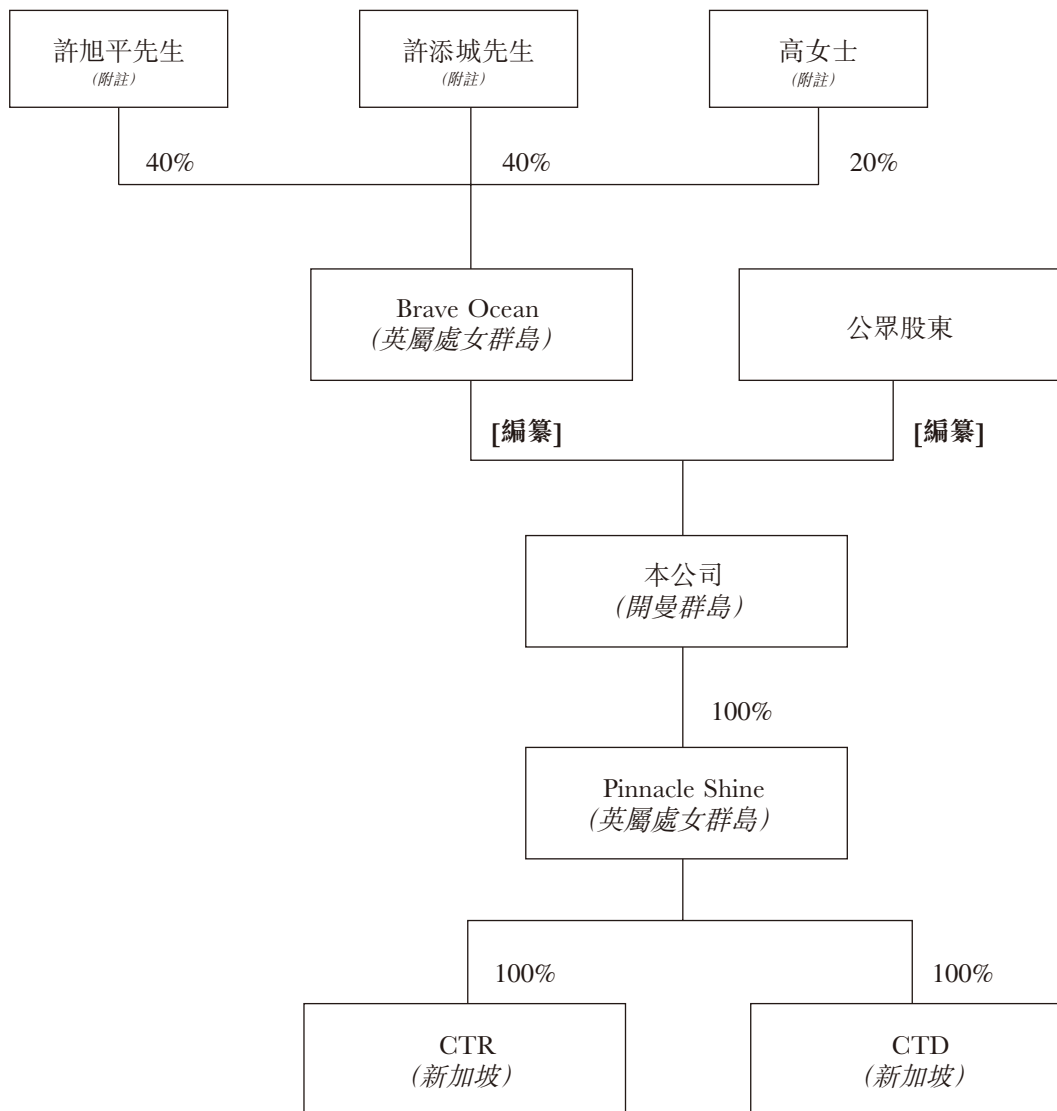 許旭平先生
(附註)
許添城先生
(附註)
高女士
(附註)
40%
40%
20%
Brave Ocean
(英屬處女群島)
公眾股東
[編纂]
[編纂]
本公司
(開曼群島)
100%
Pinnacle Shine
(英屬處女群島)
100%
100%
CTR
(新加坡)
CTD
(新加坡)